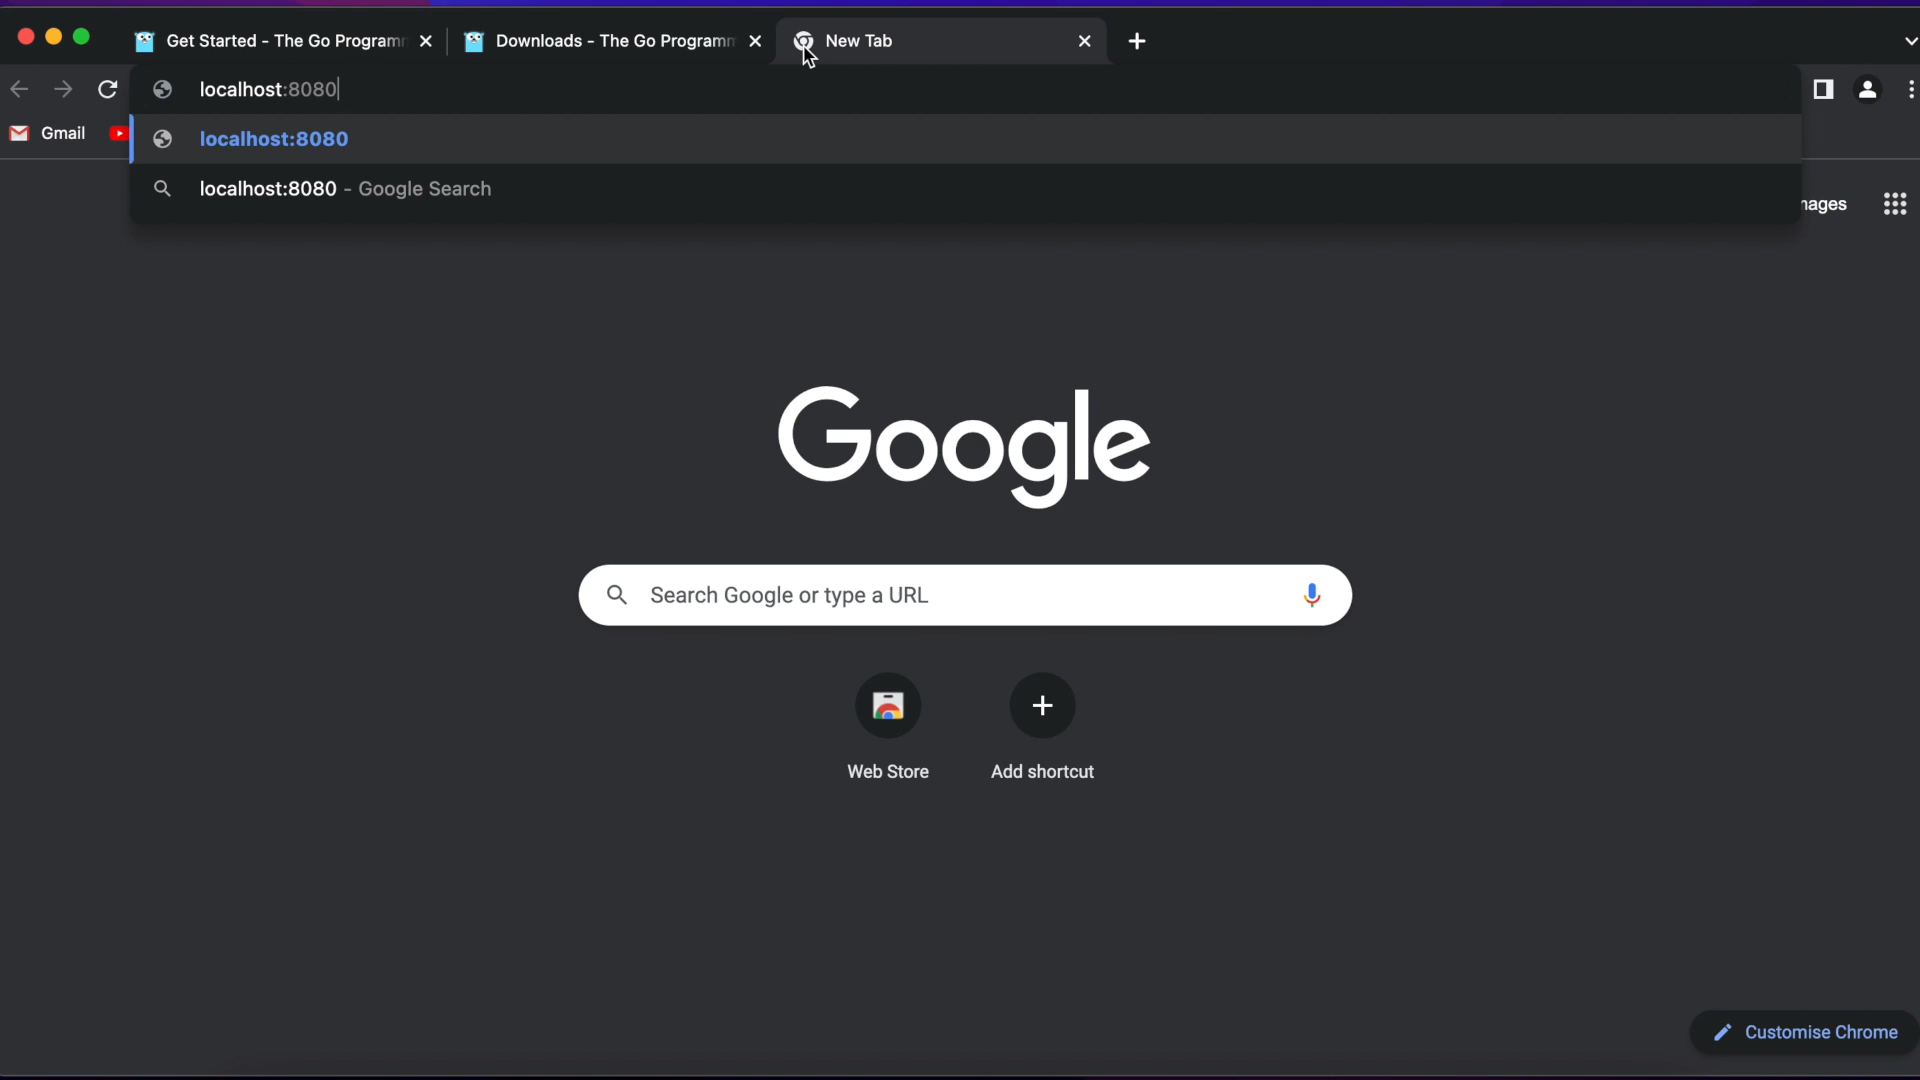 Get Started - The Go Programm
Downloads - The Go Programm
New Tab
localhost:8080
Gmail
localhost:8080
localhost:8080 - Google Search
mages
Google
Search Google or type a URL
Web Store
Add shortcut
Customise Chrome